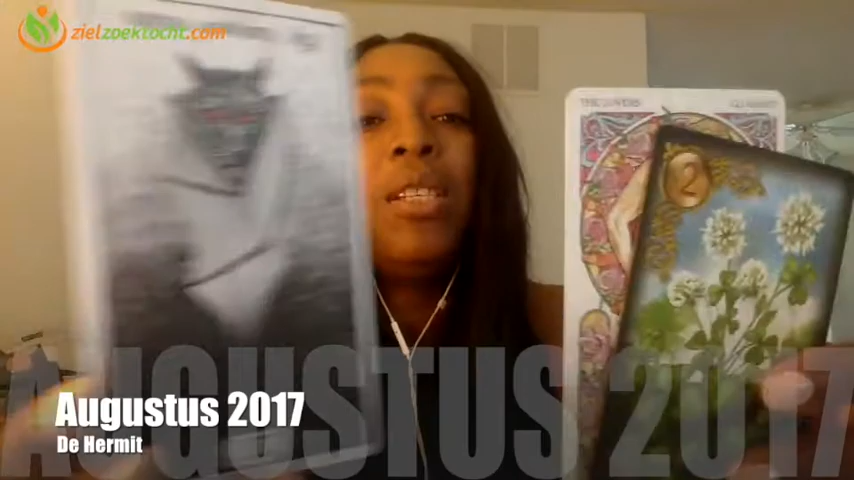 zielzoektocht.com
THE LOVERS
2
AUGUSTUS 2017
Augustus 2017
De Hermit